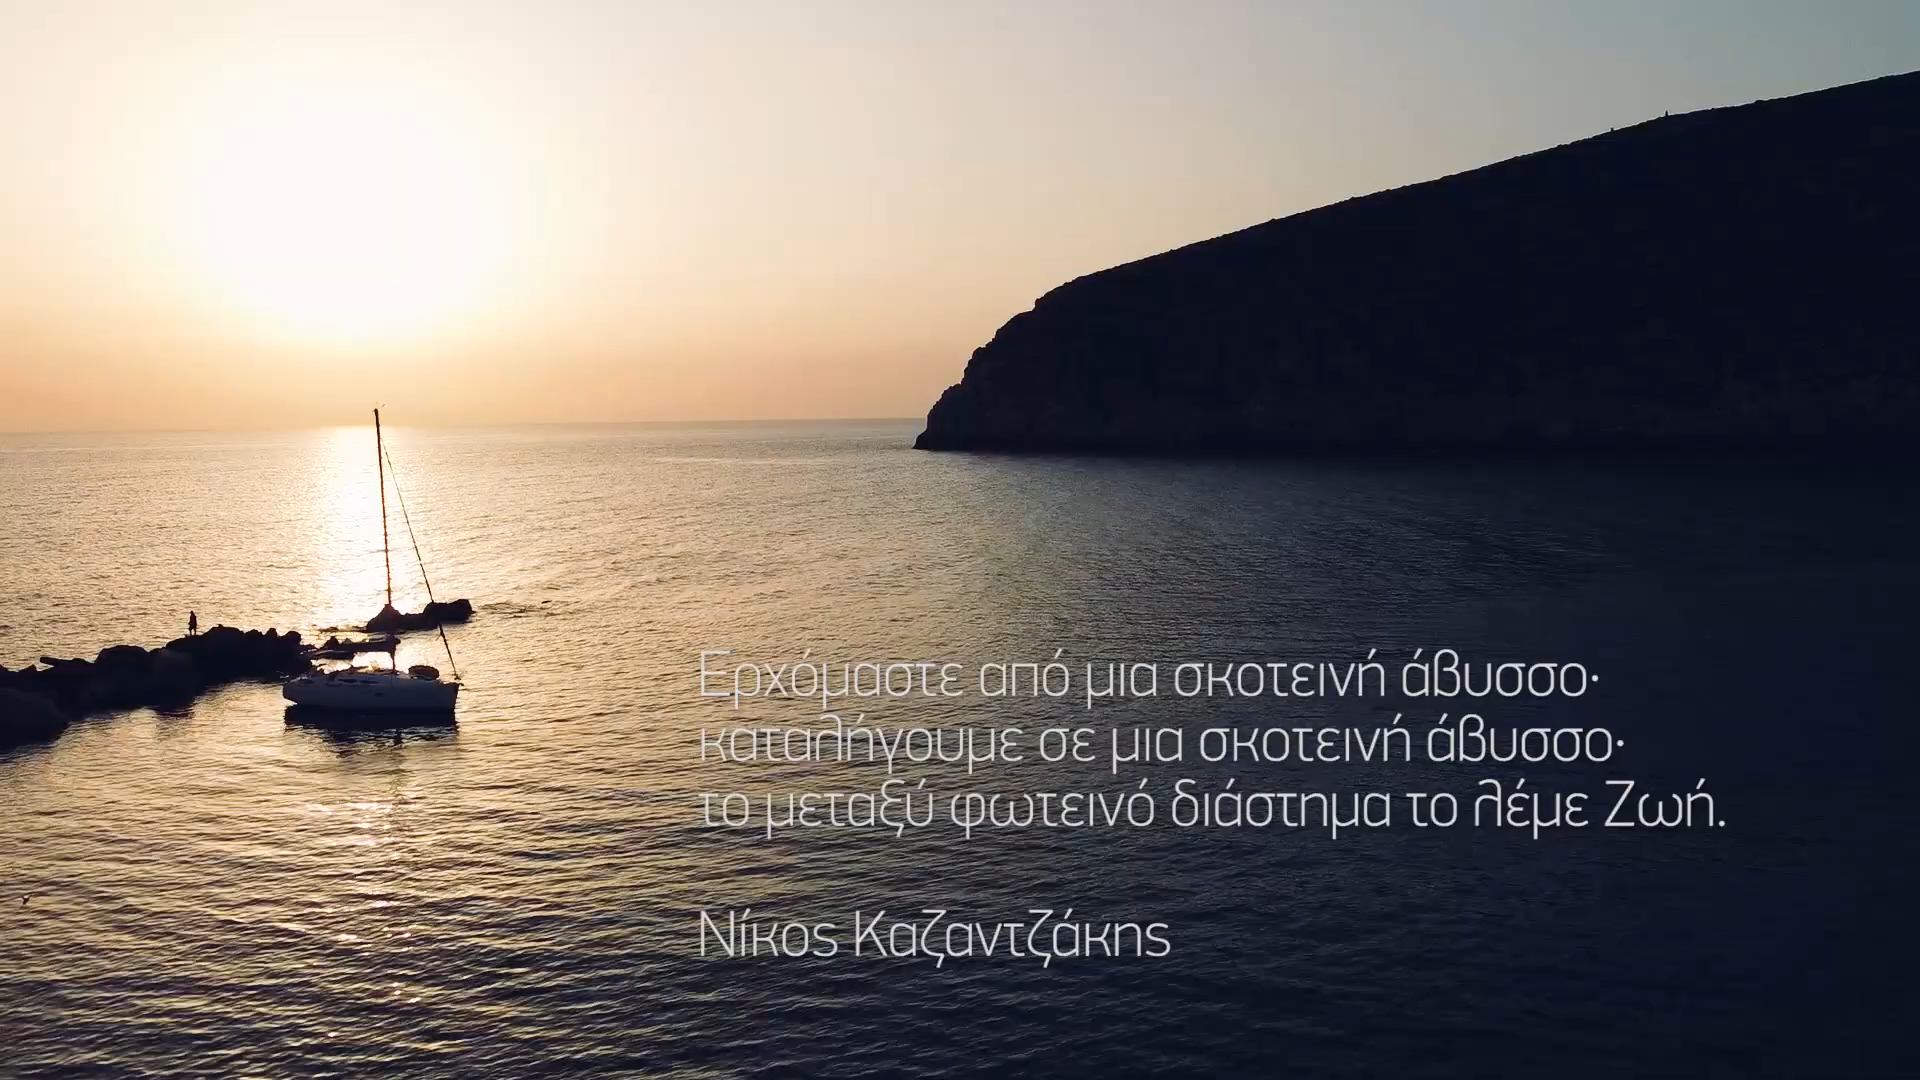 Ερχόμαστε από μια σκοτεινή άβυσσο·
καταλήγουμε σε μια σκοτεινή άβυσσο·
το μεταξύ φωτεινό διάστημα το λέμε Ζωή.
Νίκος Καζαντζάκης